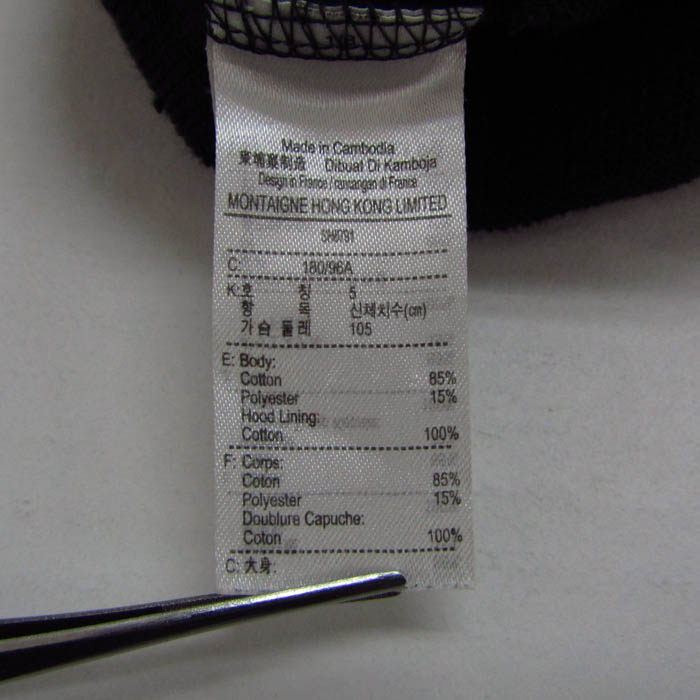 Made in Cambodia
柬埔寨制造 Dibuat Di Kamboja
Design in France / rancangan di France
MONTAIGNE HONG KONG LIMITED
SH8791
C: 180/96A
K: 호 칭 5
항 목 신체치수(cm)
가 슴 둘 레 105
E: Body:
Cotton 85%
Polyester 15%
Hood Lining:
Cotton 100%
F: Corps:
Coton 85%
Polyester 15%
Doublure Capuche:
Coton 100%
C: 大身: